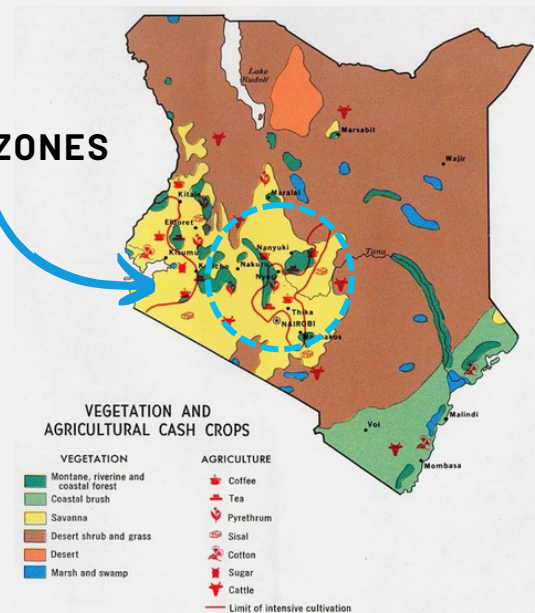 ZONES
Lake
Rudolf
Marsabit
Wajir
Kitale
Maralal
Eldoret
Nanyuki
Tana
Kisumu
Nakuru
Nyeri
Thika
NAIROBI
Malindi
Voi
Mombasa
VEGETATION AND
AGRICULTURAL CASH CROPS
VEGETATION
Montane, riverine and
coastal forest
Coastal brush
Savanna
Desert shrub and grass
Desert
Marsh and swamp
AGRICULTURE
Coffee
Tea
Pyrethrum
Sisal
Cotton
Sugar
Cattle
Limit of intensive cultivation